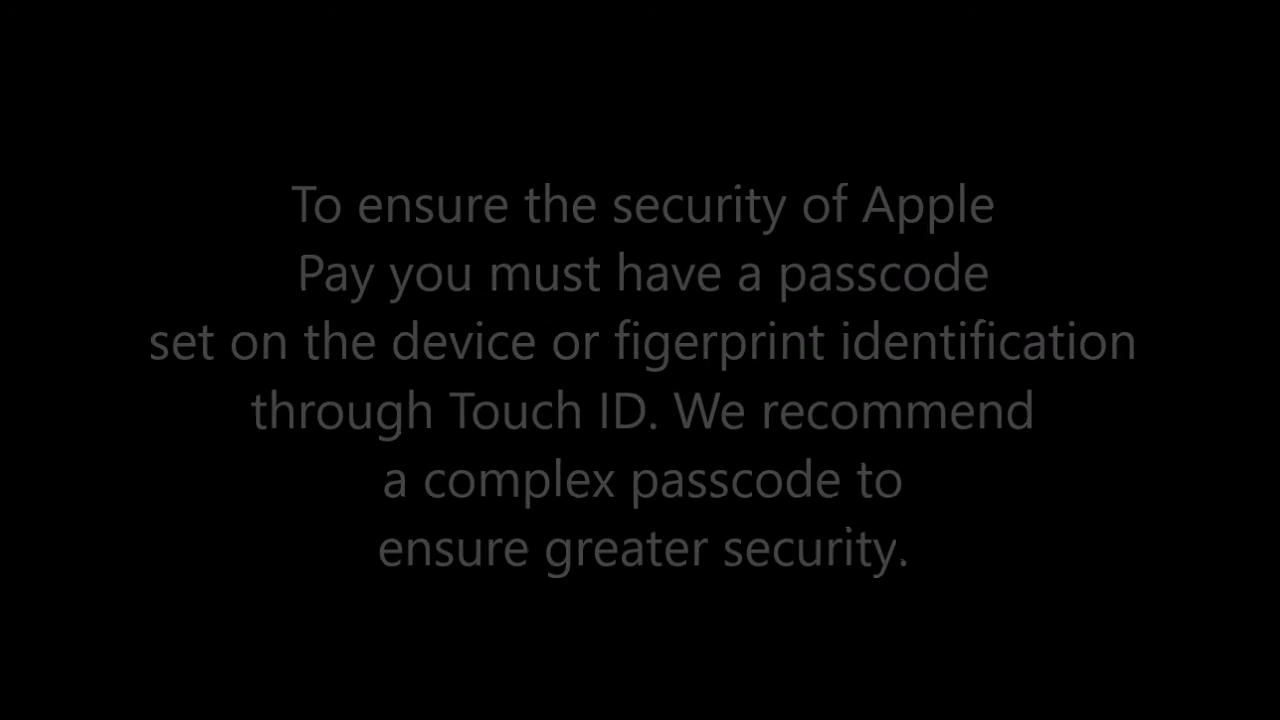 To ensure the security of Apple
Pay you must have a passcode
set on the device or figerprint identification
through Touch ID. We recommend
a complex passcode to
ensure greater security.